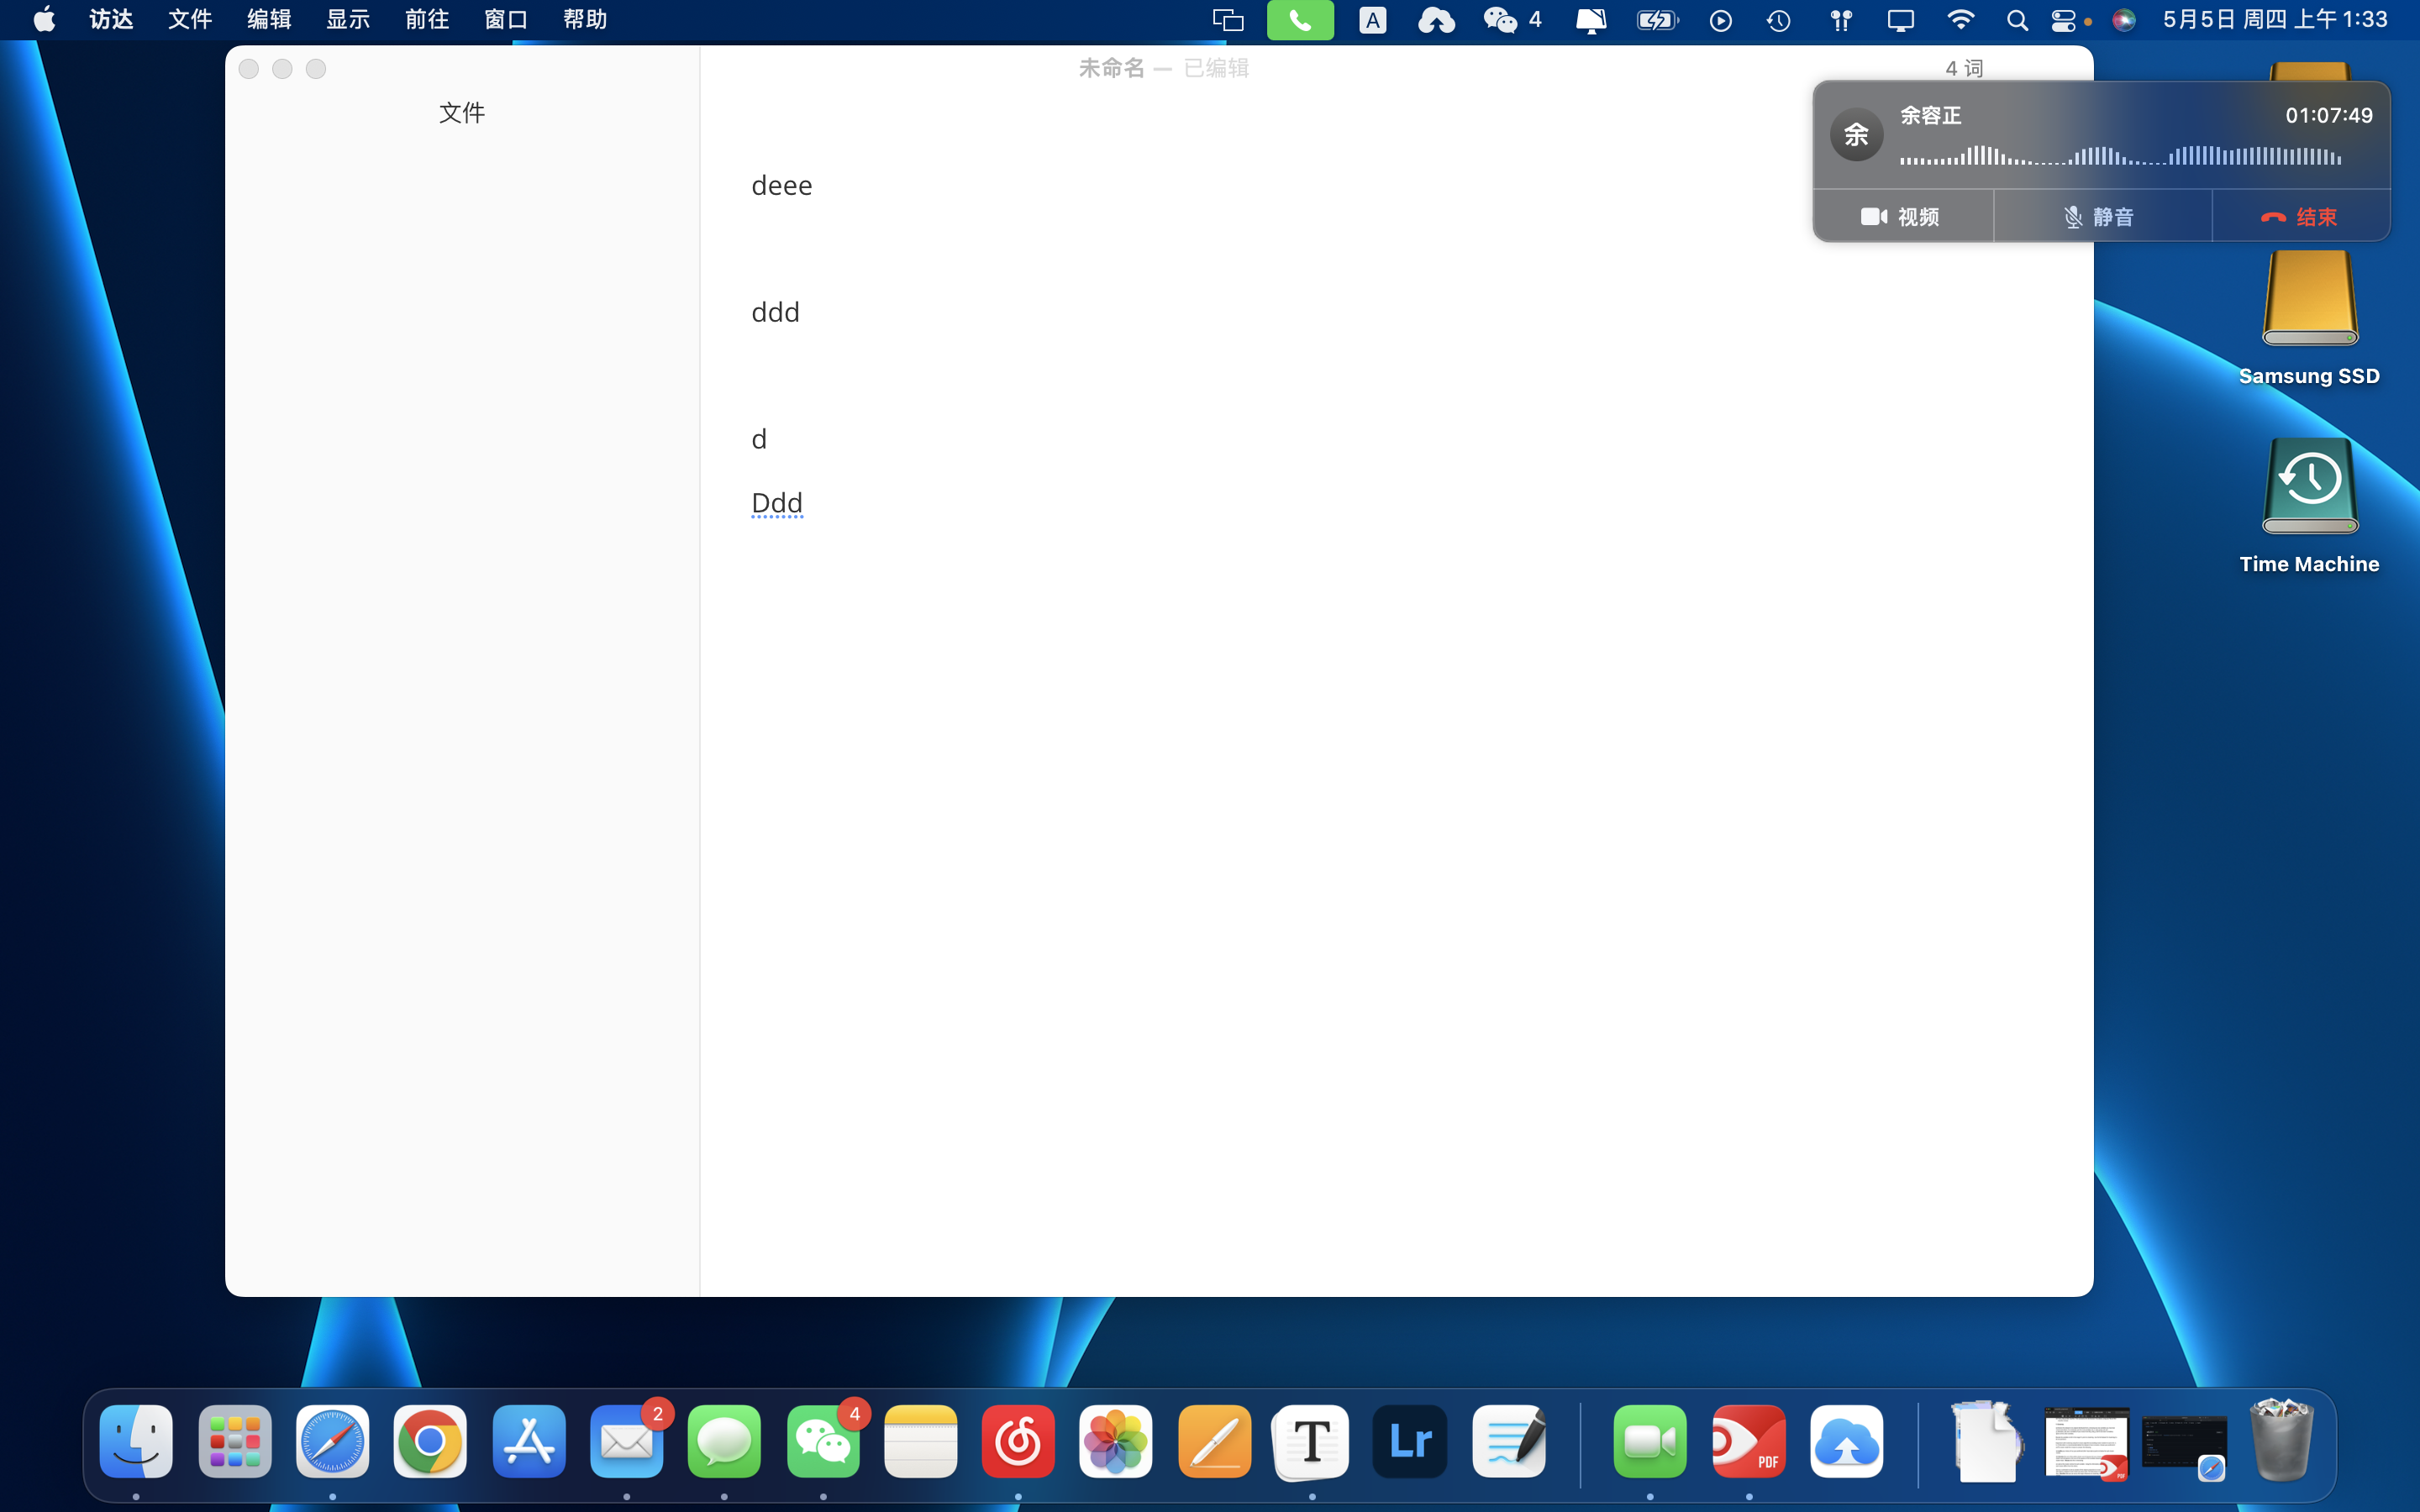 访达 文件 编辑 显示 前往 窗口 帮助 A 4 5月5日 周四 上午 1:33
未命名 — 已编辑 4 词
文件
余 余容正 01:07:49
视频 静音 结束
deee
ddd
d
Ddd
Samsung SSD
Time Machine
2 4
T Lr PDF